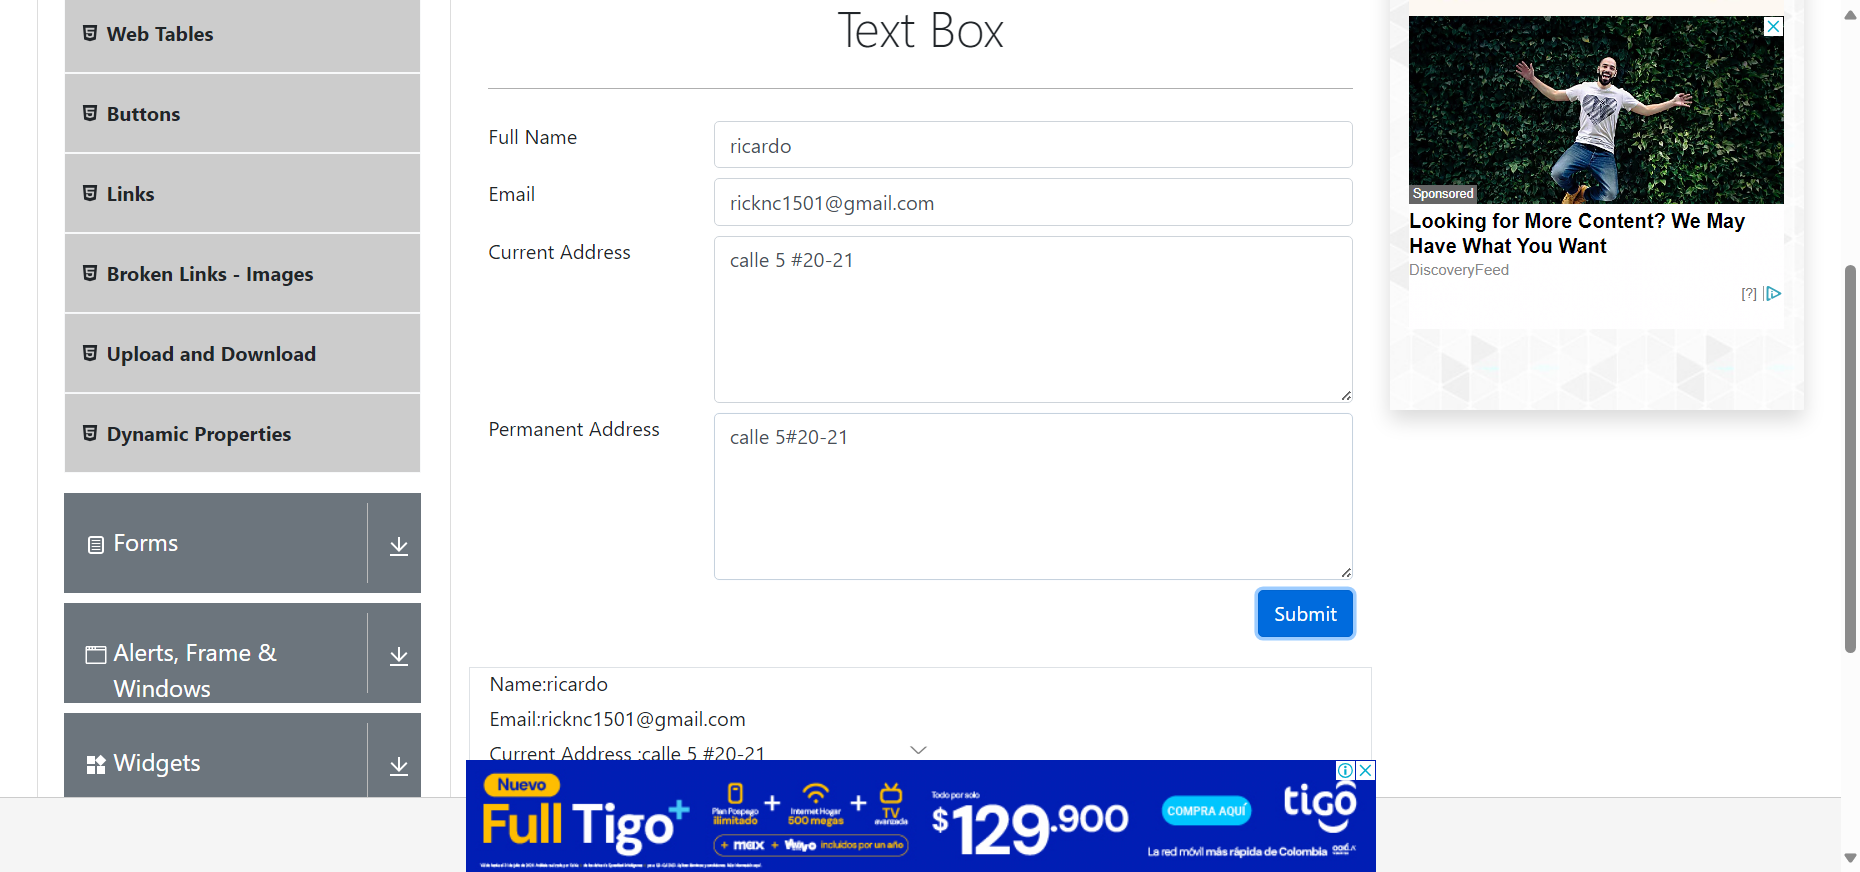 Web Tables
Buttons
Links
Broken Links - Images
Upload and Download
Dynamic Properties
Forms
Alerts, Frame &
Windows
Widgets
Text Box
Full Name
ricardo
Email
ricknc1501@gmail.com
Current Address
calle 5 #20-21
Permanent Address
calle 5#20-21
Submit
Name:ricardo
Email:ricknc1501@gmail.com
Current Address :calle 5 #20-21
Sponsored
Looking for More Content? We May
Have What You Want
DiscoveryFeed
[?]
Nuevo
Full Tigo+
Plan Pospago
ilimitado
+
Internet Hogar
500 megas
+
TV
avanzada
+ max + Vivo incluidos por un año
Todo por solo
$129.900
COMPRA AQUÍ
tigo
La red móvil más rápida de Colombia